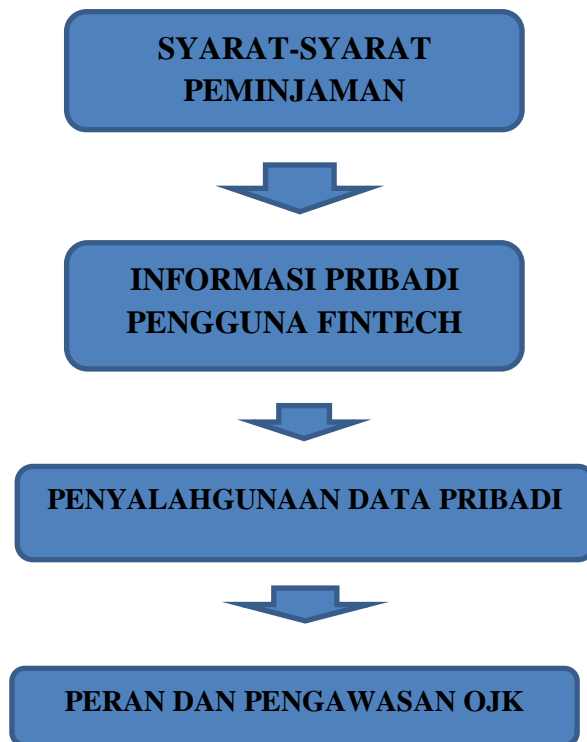 SYARAT-SYARAT
PEMINJAMAN
INFORMASI PRIBADI
PENGGUNA FINTECH
PENYALAHGUNAAN DATA PRIBADI
PERAN DAN PENGAWASAN OJK